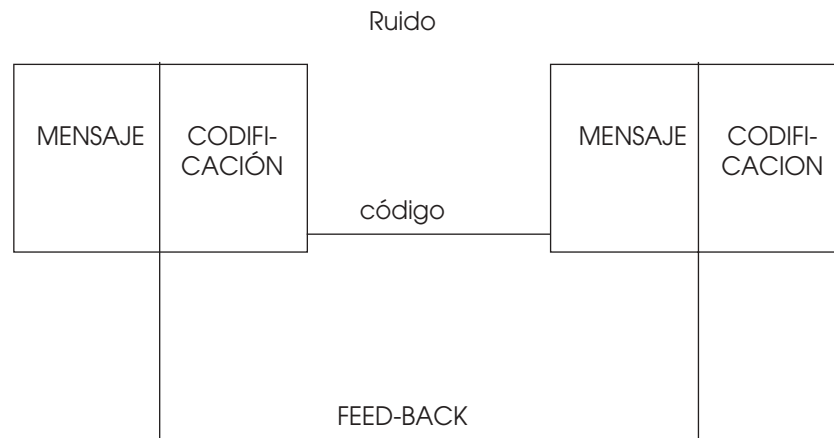 Ruido
MENSAJE
CODIFI-
CACIÓN
MENSAJE
CODIFI-
CACION
código
FEED-BACK